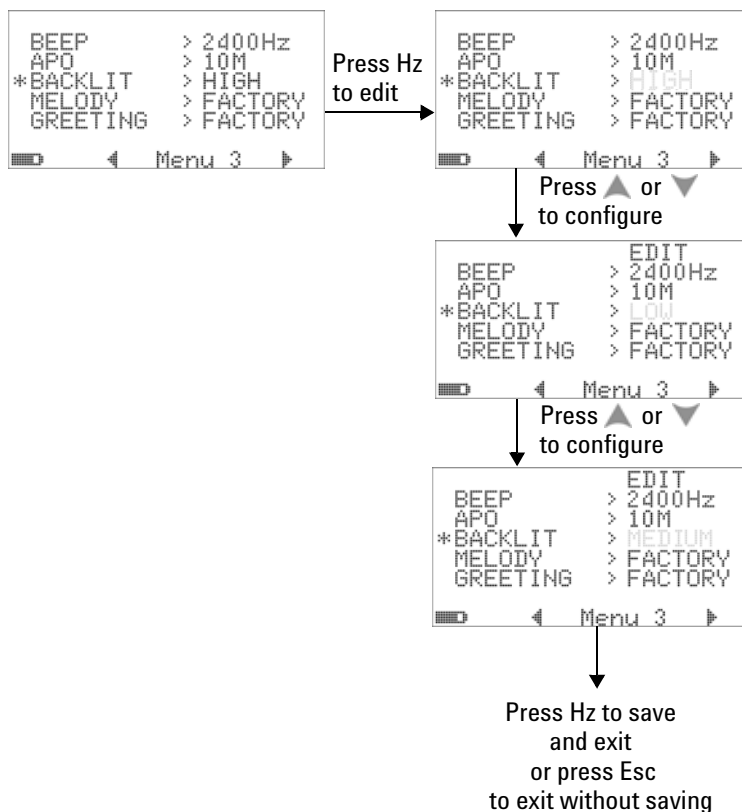 BEEP > 2400Hz
APO > 10M
*BACKLIT > HIGH
MELODY > FACTORY
GREETING > FACTORY
Menu 3
Press Hz
to edit
BEEP > 2400Hz
APO > 10M
*BACKLIT > HIGH
MELODY > FACTORY
GREETING > FACTORY
Menu 3
Press ▲ or ▼
to configure
EDIT
BEEP > 2400Hz
APO > 10M
*BACKLIT > LOW
MELODY > FACTORY
GREETING > FACTORY
Menu 3
Press ▲ or ▼
to configure
EDIT
BEEP > 2400Hz
APO > 10M
*BACKLIT > MEDIUM
MELODY > FACTORY
GREETING > FACTORY
Menu 3
Press Hz to save
and exit
or press Esc
to exit without saving